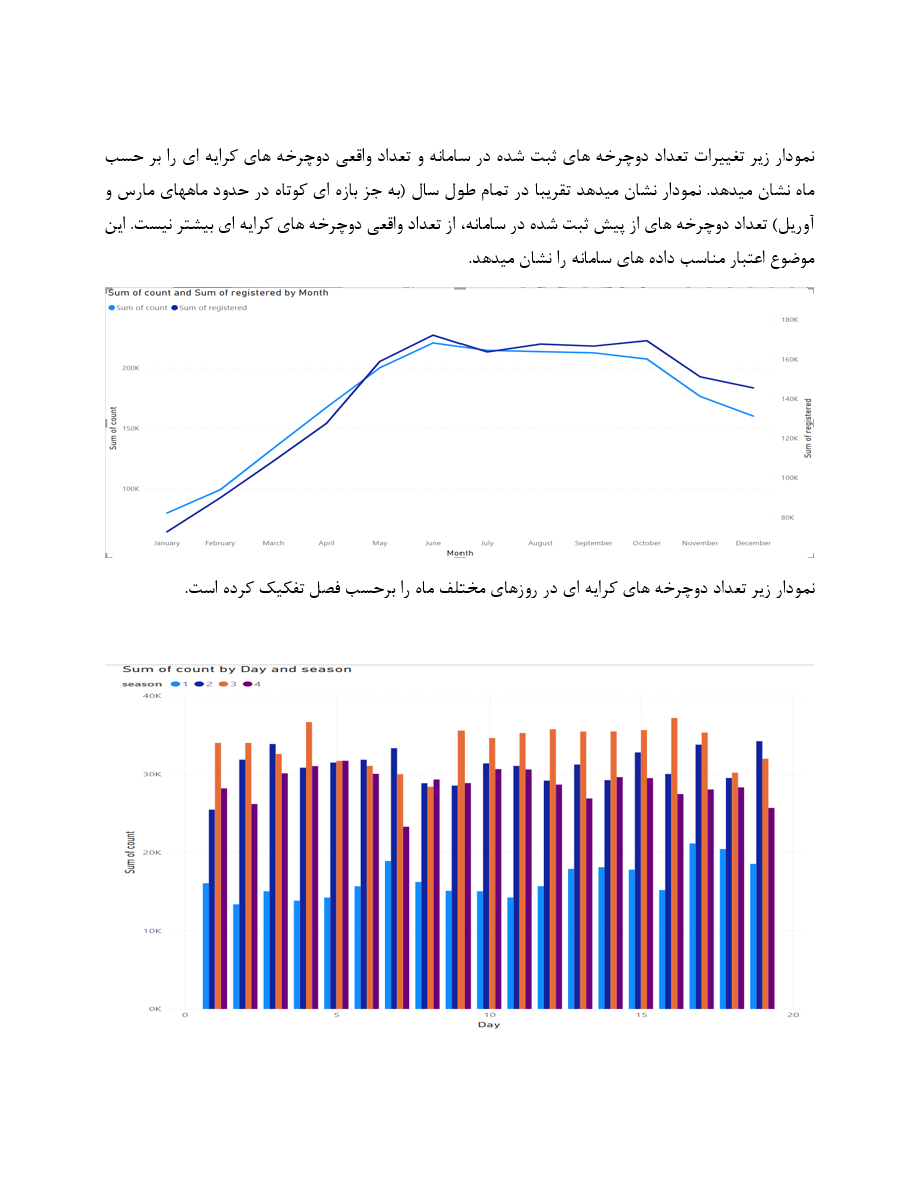 نمودار زیر تغییرات تعداد دوچرخه های ثبت شده در سامانه و تعداد واقعی دوچرخه های کرایه ای را بر حسب
ماه نشان میدهد. نمودار نشان میدهد تقریبا در تمام طول سال (به جز بازه ای کوتاه در حدود ماههای مارس و
آوریل) تعداد دوچرخه های از پیش ثبت شده در سامانه، از تعداد واقعی دوچرخه های کرایه ای بیشتر نیست. این
موضوع اعتبار مناسب داده های سامانه را نشان میدهد.
Sum of count and Sum of registered by Month
Sum of count Sum of registered
180K
160K
140K
120K
100K
80K
200K
150K
100K
Sum of count
Sum of registered
January February March April May June July August September October November December
Month
نمودار زیر تعداد دوچرخه های کرایه ای در روزهای مختلف ماه را برحسب فصل تفکیک کرده است.
Sum of count by Day and season
season 1 2 3 4
40K
30K
20K
10K
0K
Sum of count
0 5 10 15 20
Day